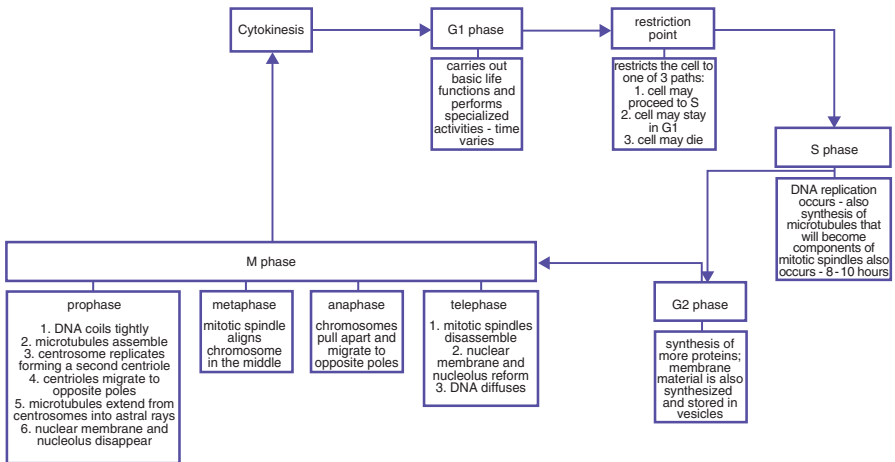 Cytokinesis
G1 phase
carries out
basic life
functions and
performs
specialized
activities - time
varies
restriction
point
restricts the cell to
one of 3 paths:
1. cell may
proceed to S
2. cell may stay
in G1
3. cell may die
S phase
DNA replication
occurs - also
synthesis of
microtubules that
will become
components of
mitotic spindles also
occurs - 8 - 10 hours
G2 phase
synthesis of
more proteins;
membrane
material is also
synthesized
and stored in
vesicles
M phase
prophase
1. DNA coils tightly
2. microtubules assemble
3. centrosome replicates
forming a second centriole
4. centrioles migrate to
opposite poles
5. microtubules extend from
centrosomes into astral rays
6. nuclear membrane and
nucleolus disappear
metaphase
mitotic spindle
aligns
chromosome
in the middle
anaphase
chromosomes
pull apart and
migrate to
opposite poles
telephase
1. mitotic spindles
disassemble
2. nuclear
membrane and
nucleolus reform
3. DNA diffuses